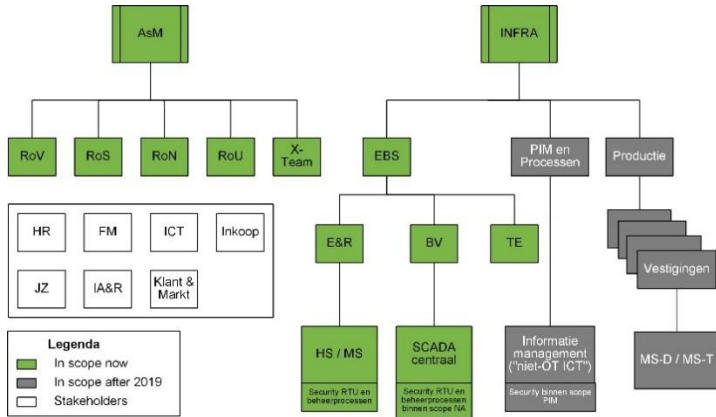 AsM
INFRA
RoV
RoS
RoN
RoU
X-
Team
EBS
PIM en
Processen
Productie
HR
FM
ICT
Inkoop
JZ
IA&R
Klant &
Markt
E&R
BV
TE
Vestigingen
Legenda
In scope now
In scope after 2019
Stakeholders
HS / MS
Security RTU en
beheerprocessen
SCADA
centraal
Security RTU en
beheerprocessen
binnen scope NA
Informatie
management
("niet-OT ICT")
Security binnen scope
PIM
MS-D / MS-T